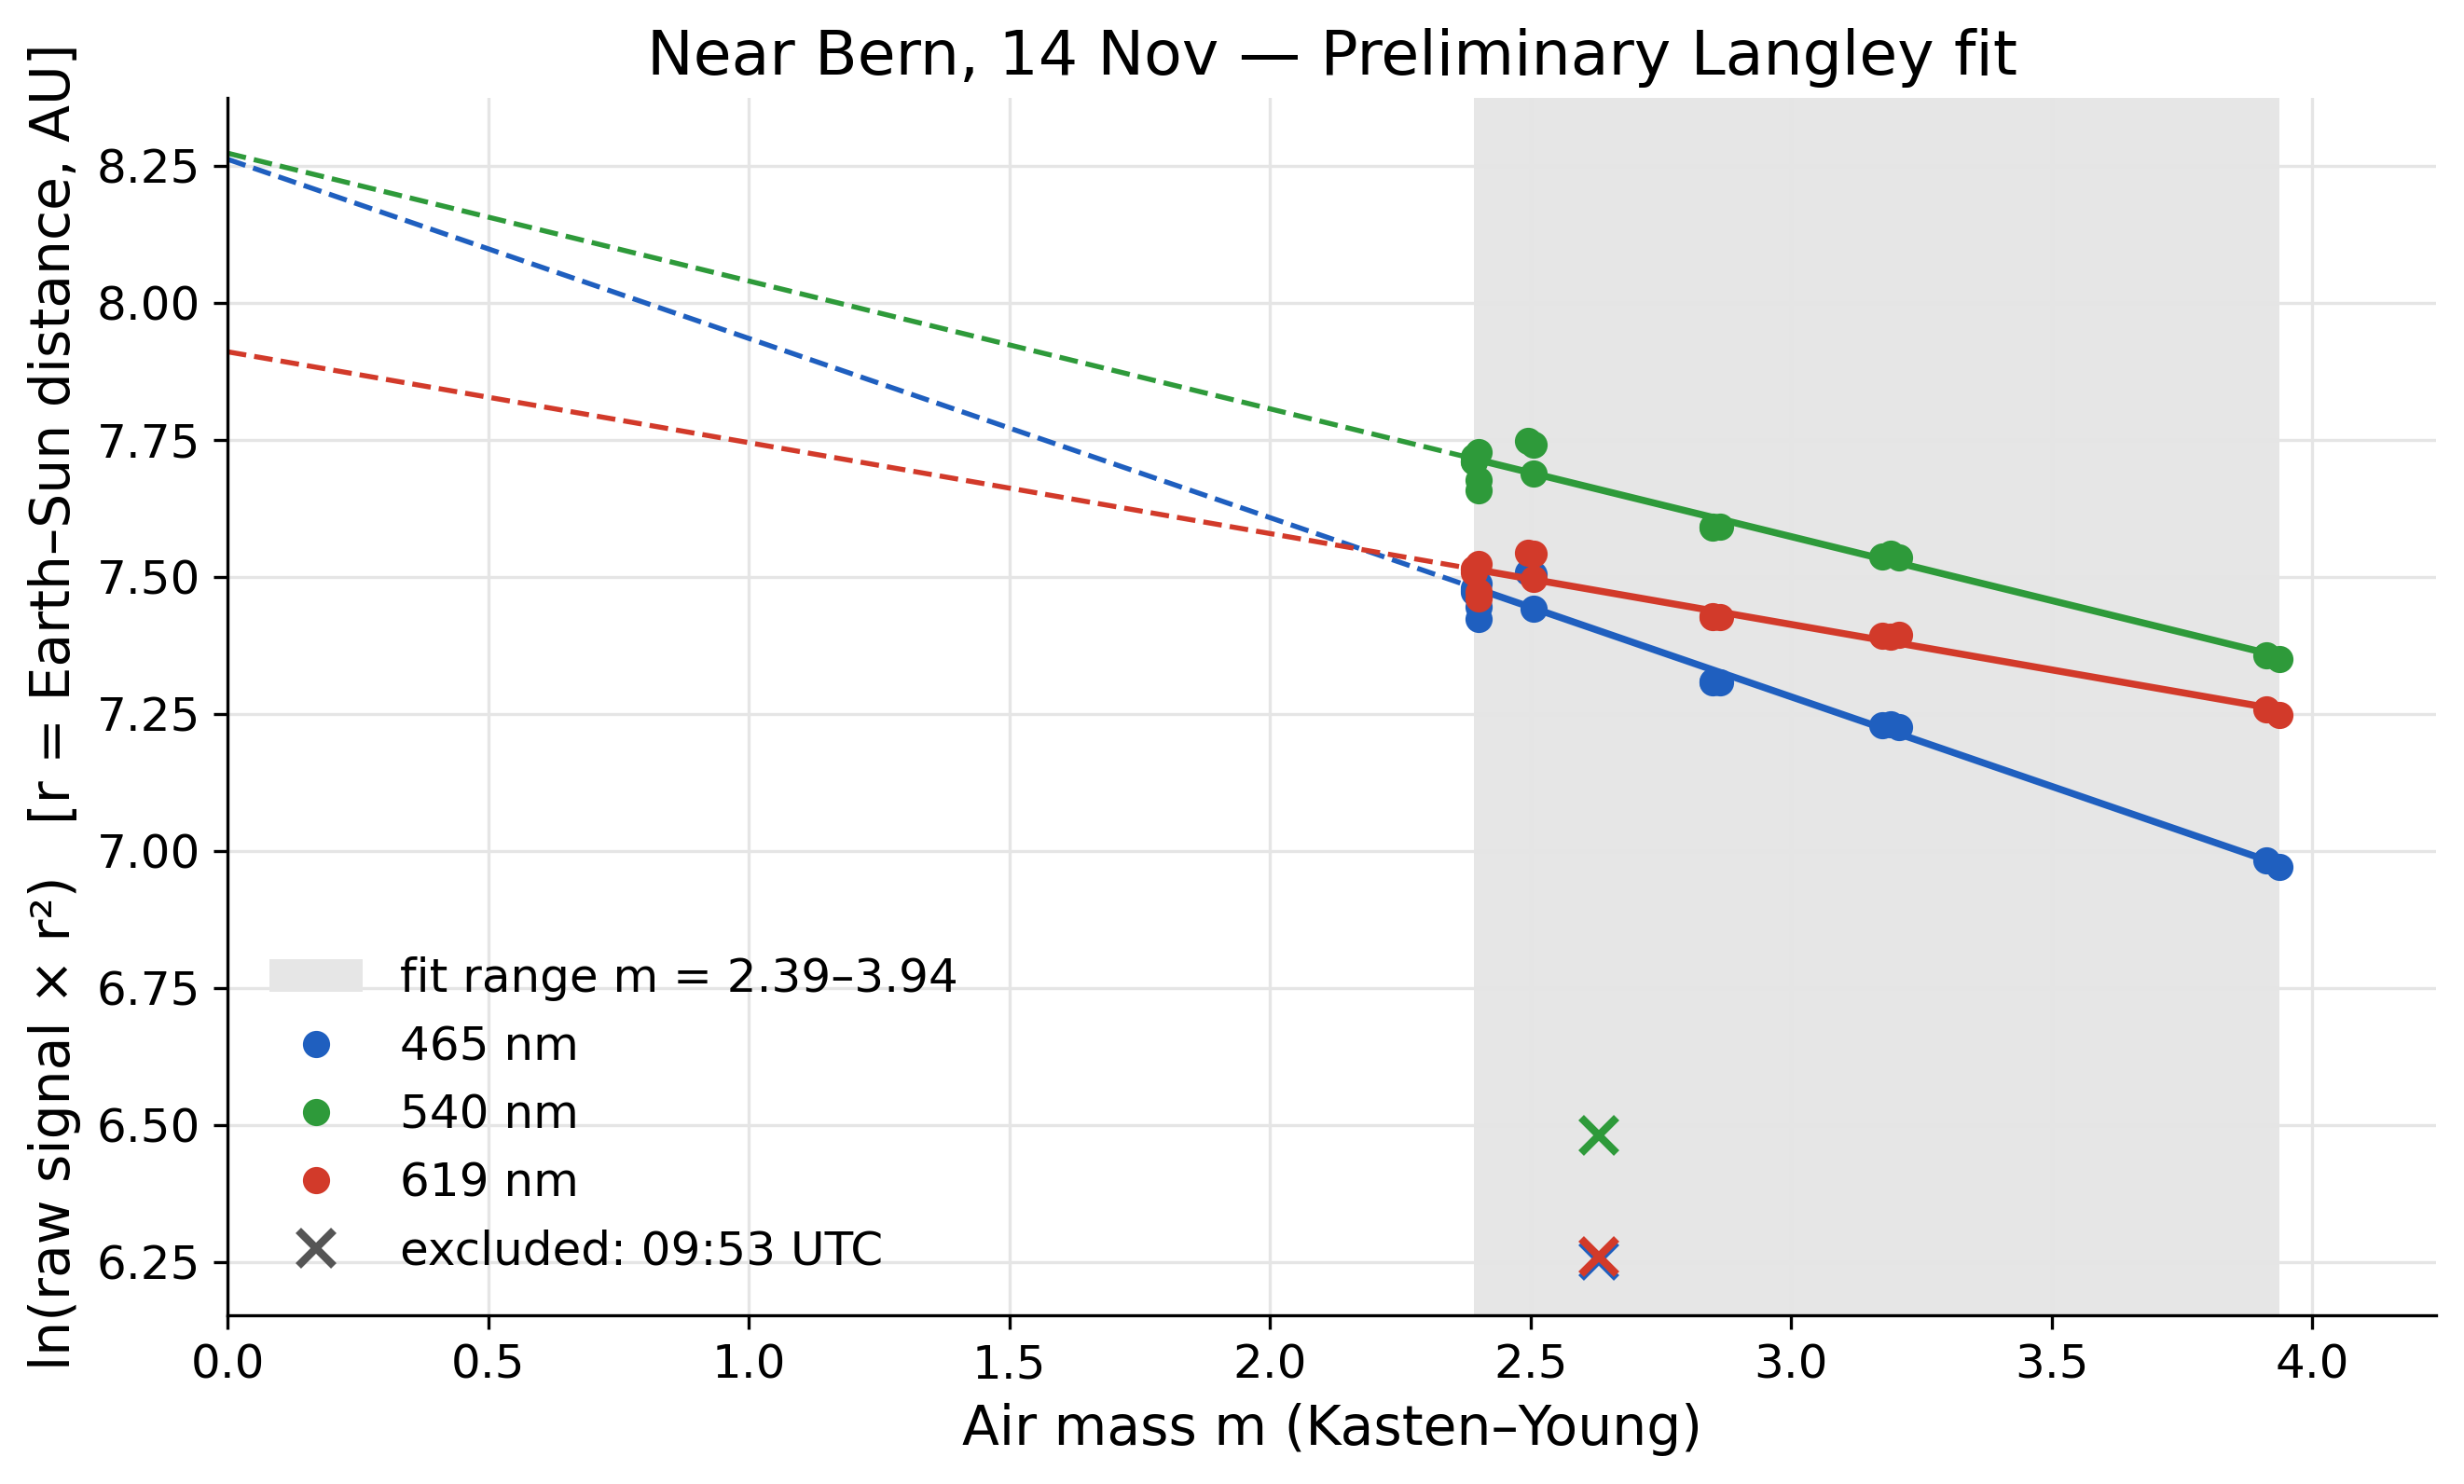 Near Bern, 14 Nov — Preliminary Langley fit
ln(raw signal × r²)  [r = Earth–Sun distance, AU]
8.25
8.00
7.75
7.50
7.25
7.00
6.75
6.50
6.25
fit range m = 2.39–3.94
465 nm
540 nm
619 nm
excluded: 09:53 UTC
0.0 0.5 1.0 1.5 2.0 2.5 3.0 3.5 4.0
Air mass m (Kasten–Young)